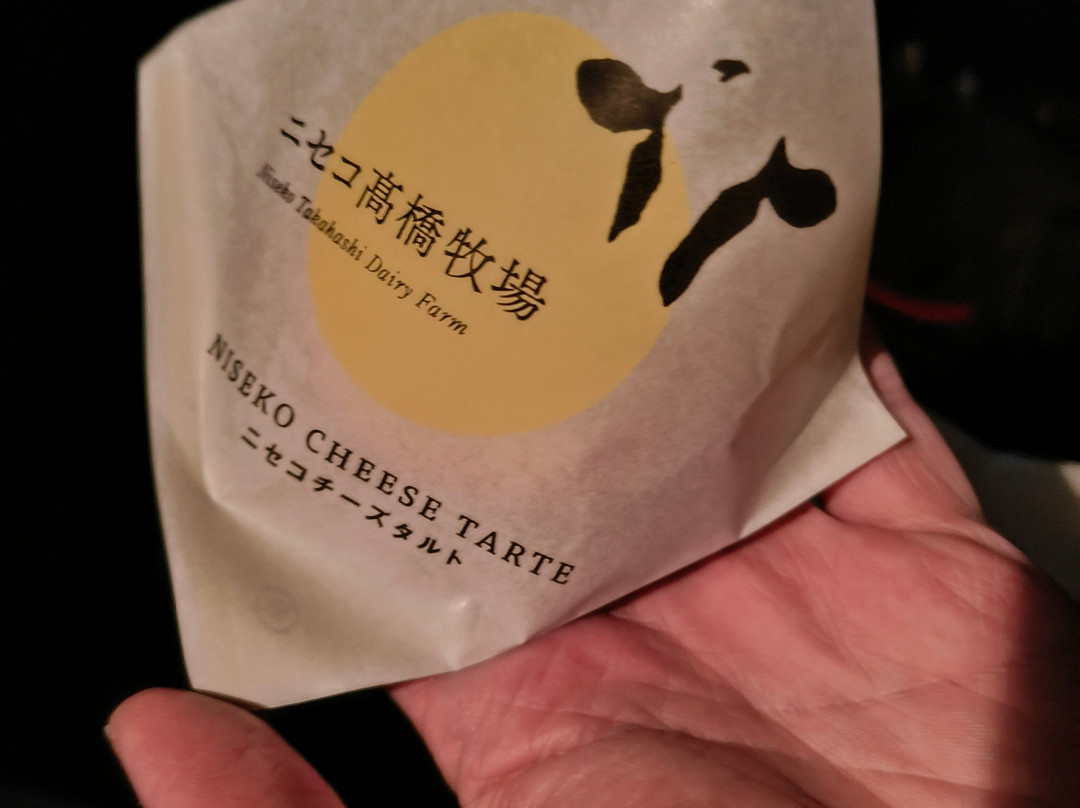 ニセコ髙橋牧場
Niseko Takahashi Dairy Farm
NISEKO CHEESE TARTE
ニセコチーズタルト